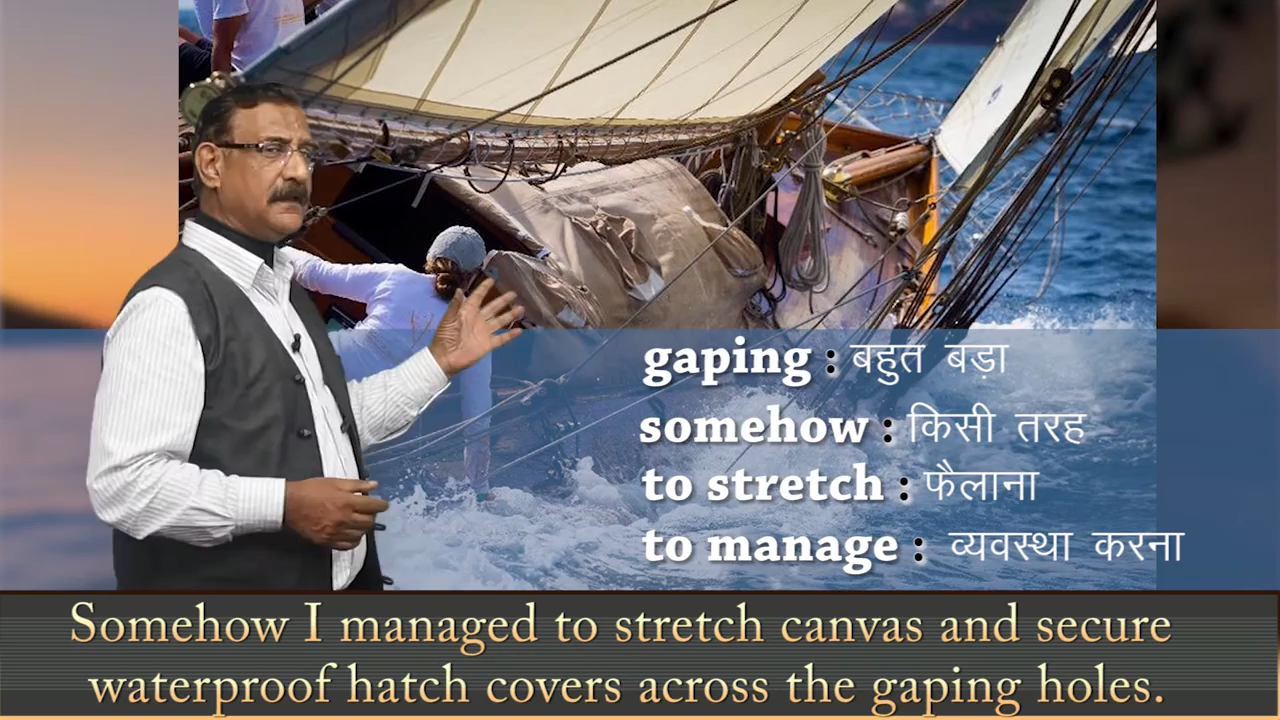 gaping : बहुत बड़ा
somehow : किसी तरह
to stretch : फैलाना
to manage : व्यवस्था करना
Somehow I managed to stretch canvas and secure
waterproof hatch covers across the gaping holes.